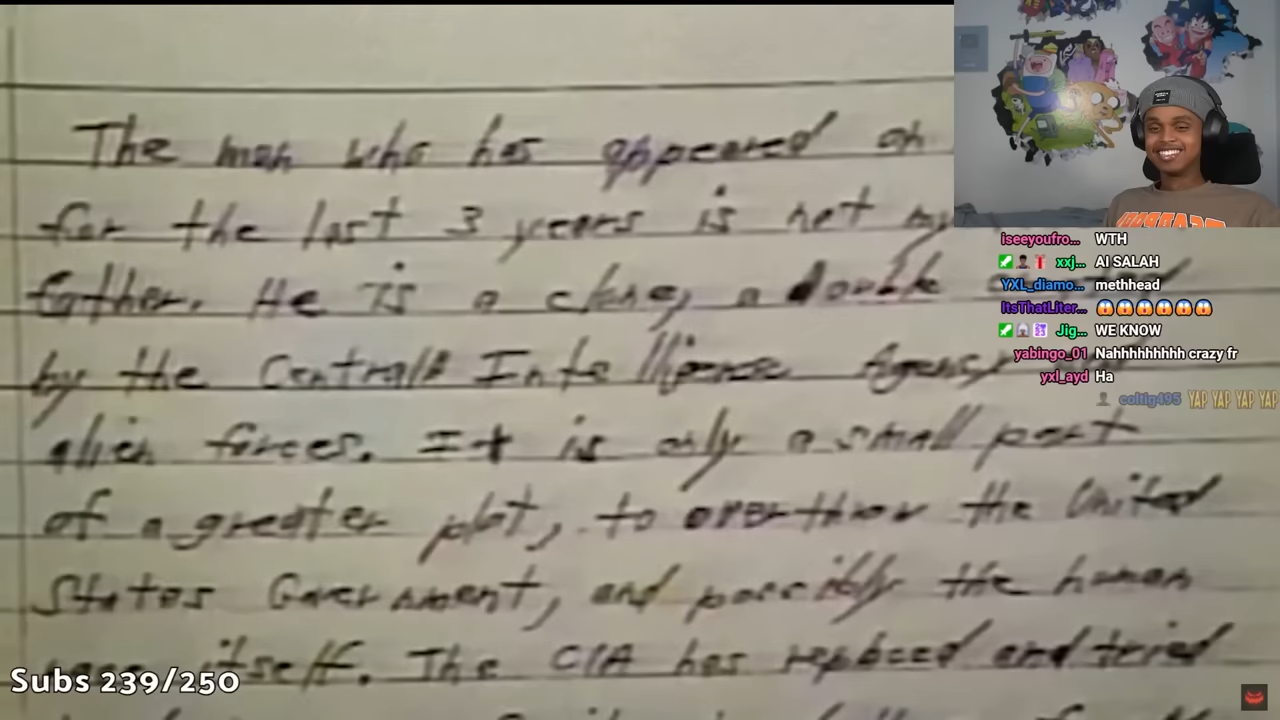 The man who has appeared on
for the last 3 years is not my
father. He is a clone, a double
by the Central Intelligense Agency
alien forces. It is only a small part
of a greater plot, to overthrow the United
States Government, and possibly the human
race itself. The CIA has replaced and tried
iseeyoufro... WTH
xxj... AI SALAH
YXL_diamo... methhead
ItsThatLiter... 😱😱😱😱😱😱
Jig... WE KNOW
yabingo_01 Nahhhhhhhhh crazy fr
yxl_ayd Ha
coltig495 YAP YAP YAP YAP
Subs 239/250